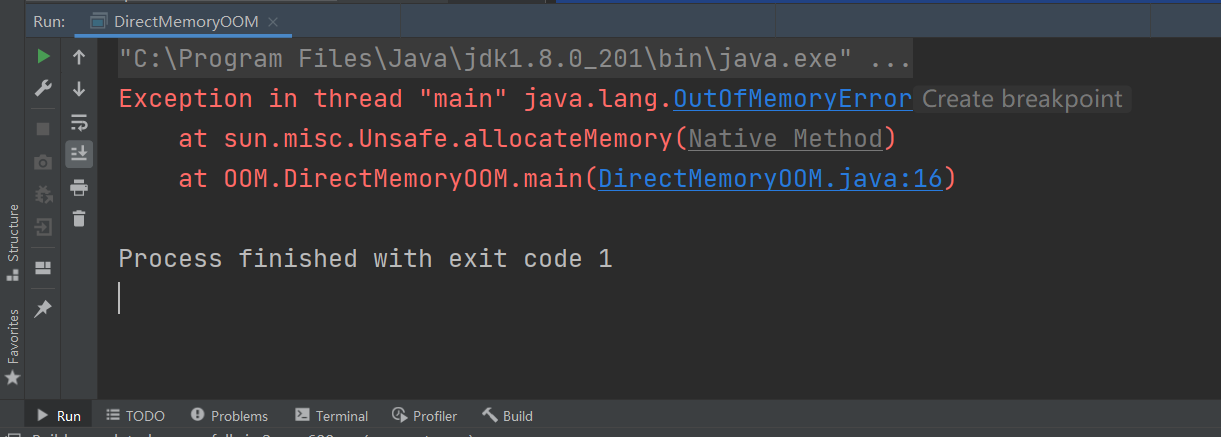 Run: DirectMemoryOOM
"C:\Program Files\Java\jdk1.8.0_201\bin\java.exe" ...
Exception in thread "main" java.lang.OutOfMemoryError Create breakpoint
at sun.misc.Unsafe.allocateMemory(Native Method)
at OOM.DirectMemoryOOM.main(DirectMemoryOOM.java:16)
Process finished with exit code 1
Structure
Favorites
Run TODO Problems Terminal Profiler Build